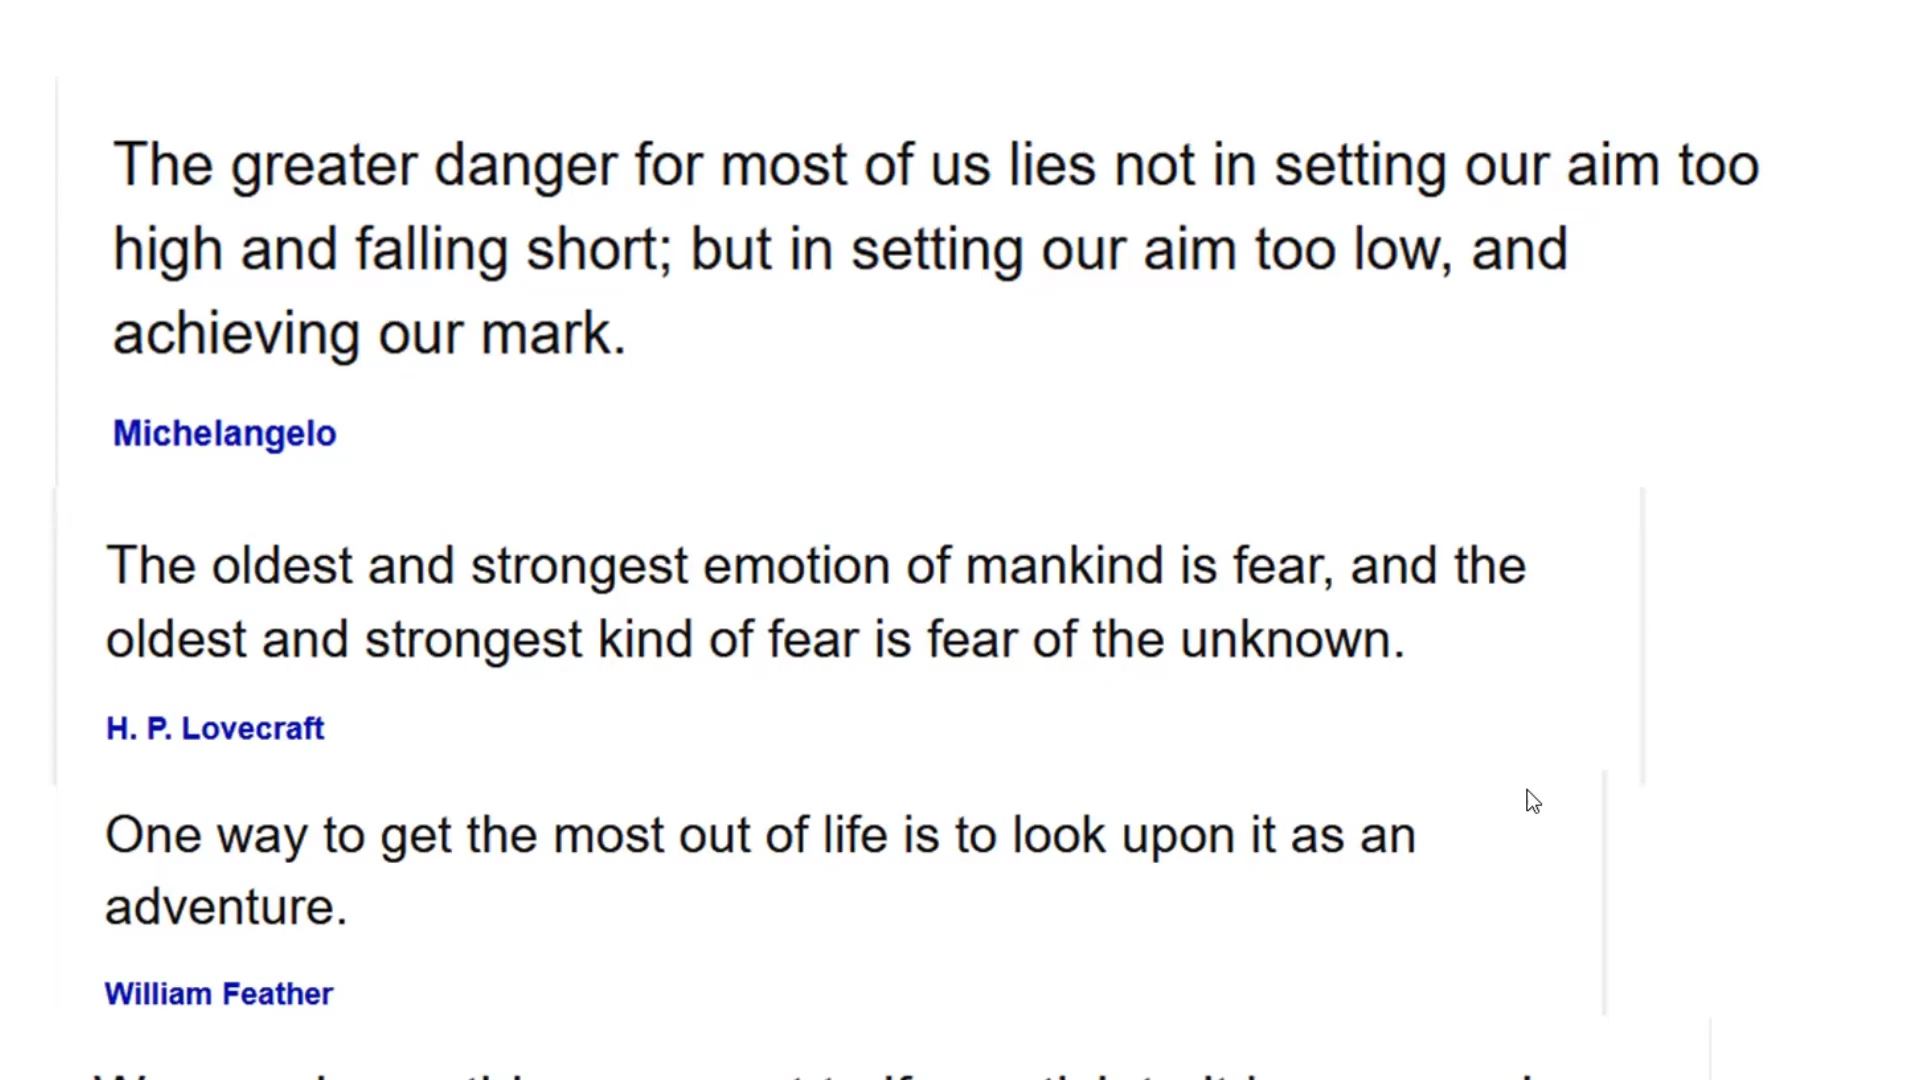 The greater danger for most of us lies not in setting our aim too
high and falling short; but in setting our aim too low, and
achieving our mark.
Michelangelo
The oldest and strongest emotion of mankind is fear, and the
oldest and strongest kind of fear is fear of the unknown.
H. P. Lovecraft
One way to get the most out of life is to look upon it as an
adventure.
William Feather